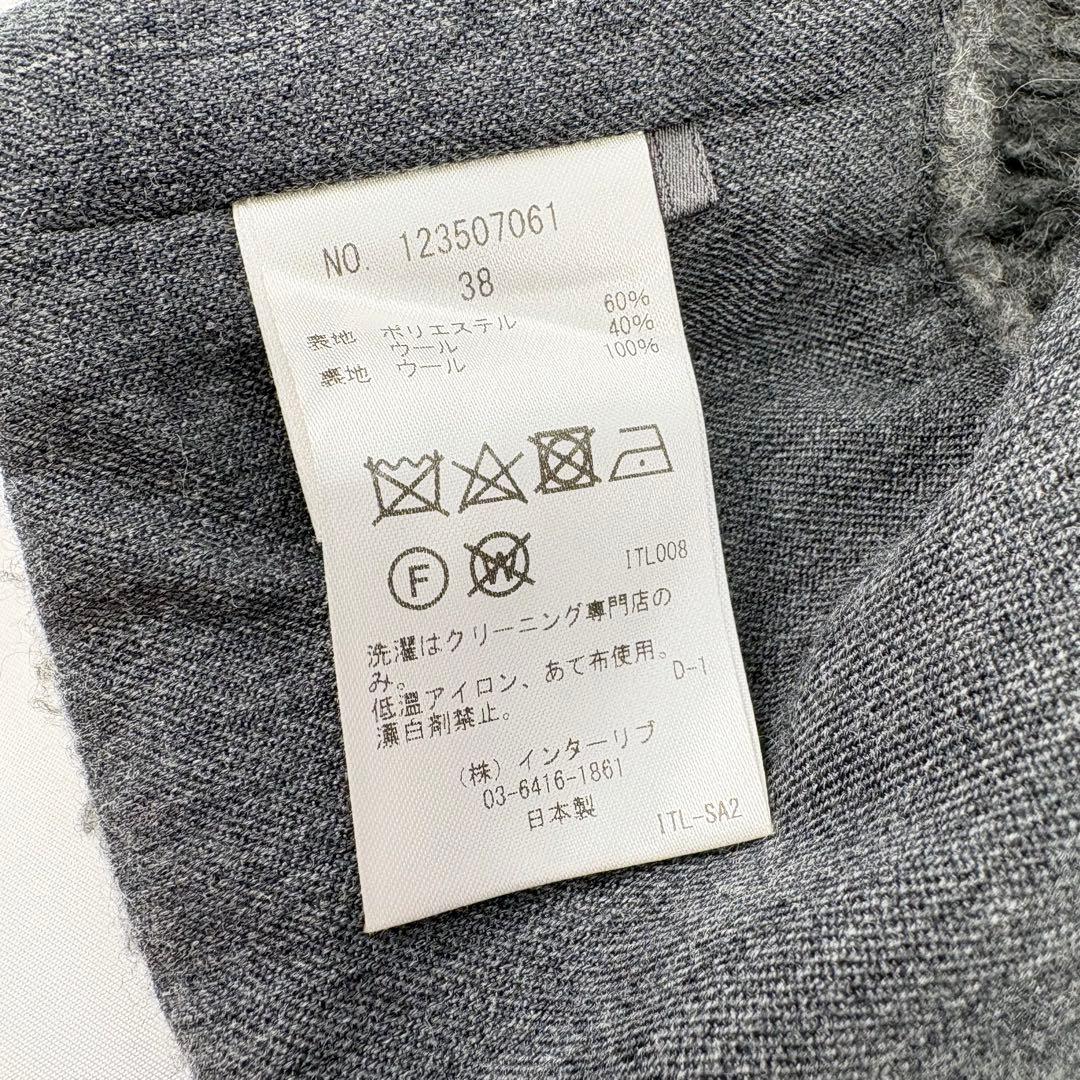 NO. 123507061
38
表地 ポリエステル 60%
ウール 40%
表地 ウール 100%
F W
ITL008
洗濯はクリーニング専門店の
み。
低温アイロン、あて布使用。
漂白剤禁止。 D-1
(株) インターリブ
03-6416-1861
日本製
ITL-SA2